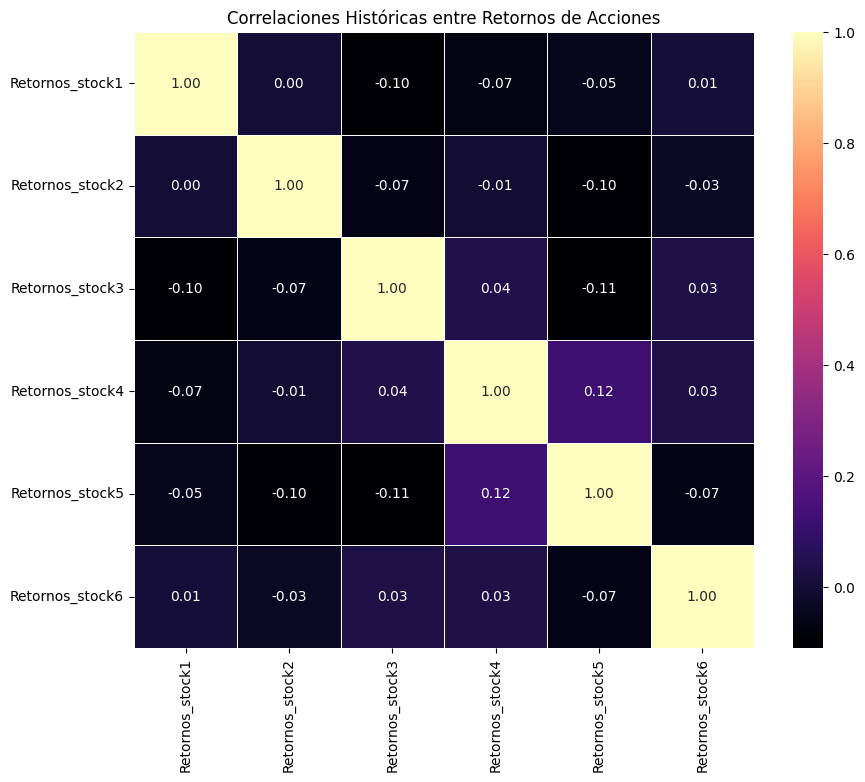 Correlaciones Históricas entre Retornos de Acciones
Retornos_stock1 1.00 0.00 -0.10 -0.07 -0.05 0.01
Retornos_stock2 0.00 1.00 -0.07 -0.01 -0.10 -0.03
Retornos_stock3 -0.10 -0.07 1.00 0.04 -0.11 0.03
Retornos_stock4 -0.07 -0.01 0.04 1.00 0.12 0.03
Retornos_stock5 -0.05 -0.10 -0.11 0.12 1.00 -0.07
Retornos_stock6 0.01 -0.03 0.03 0.03 -0.07 1.00
Retornos_stock1
Retornos_stock2
Retornos_stock3
Retornos_stock4
Retornos_stock5
Retornos_stock6
1.0
0.8
0.6
0.4
0.2
0.0